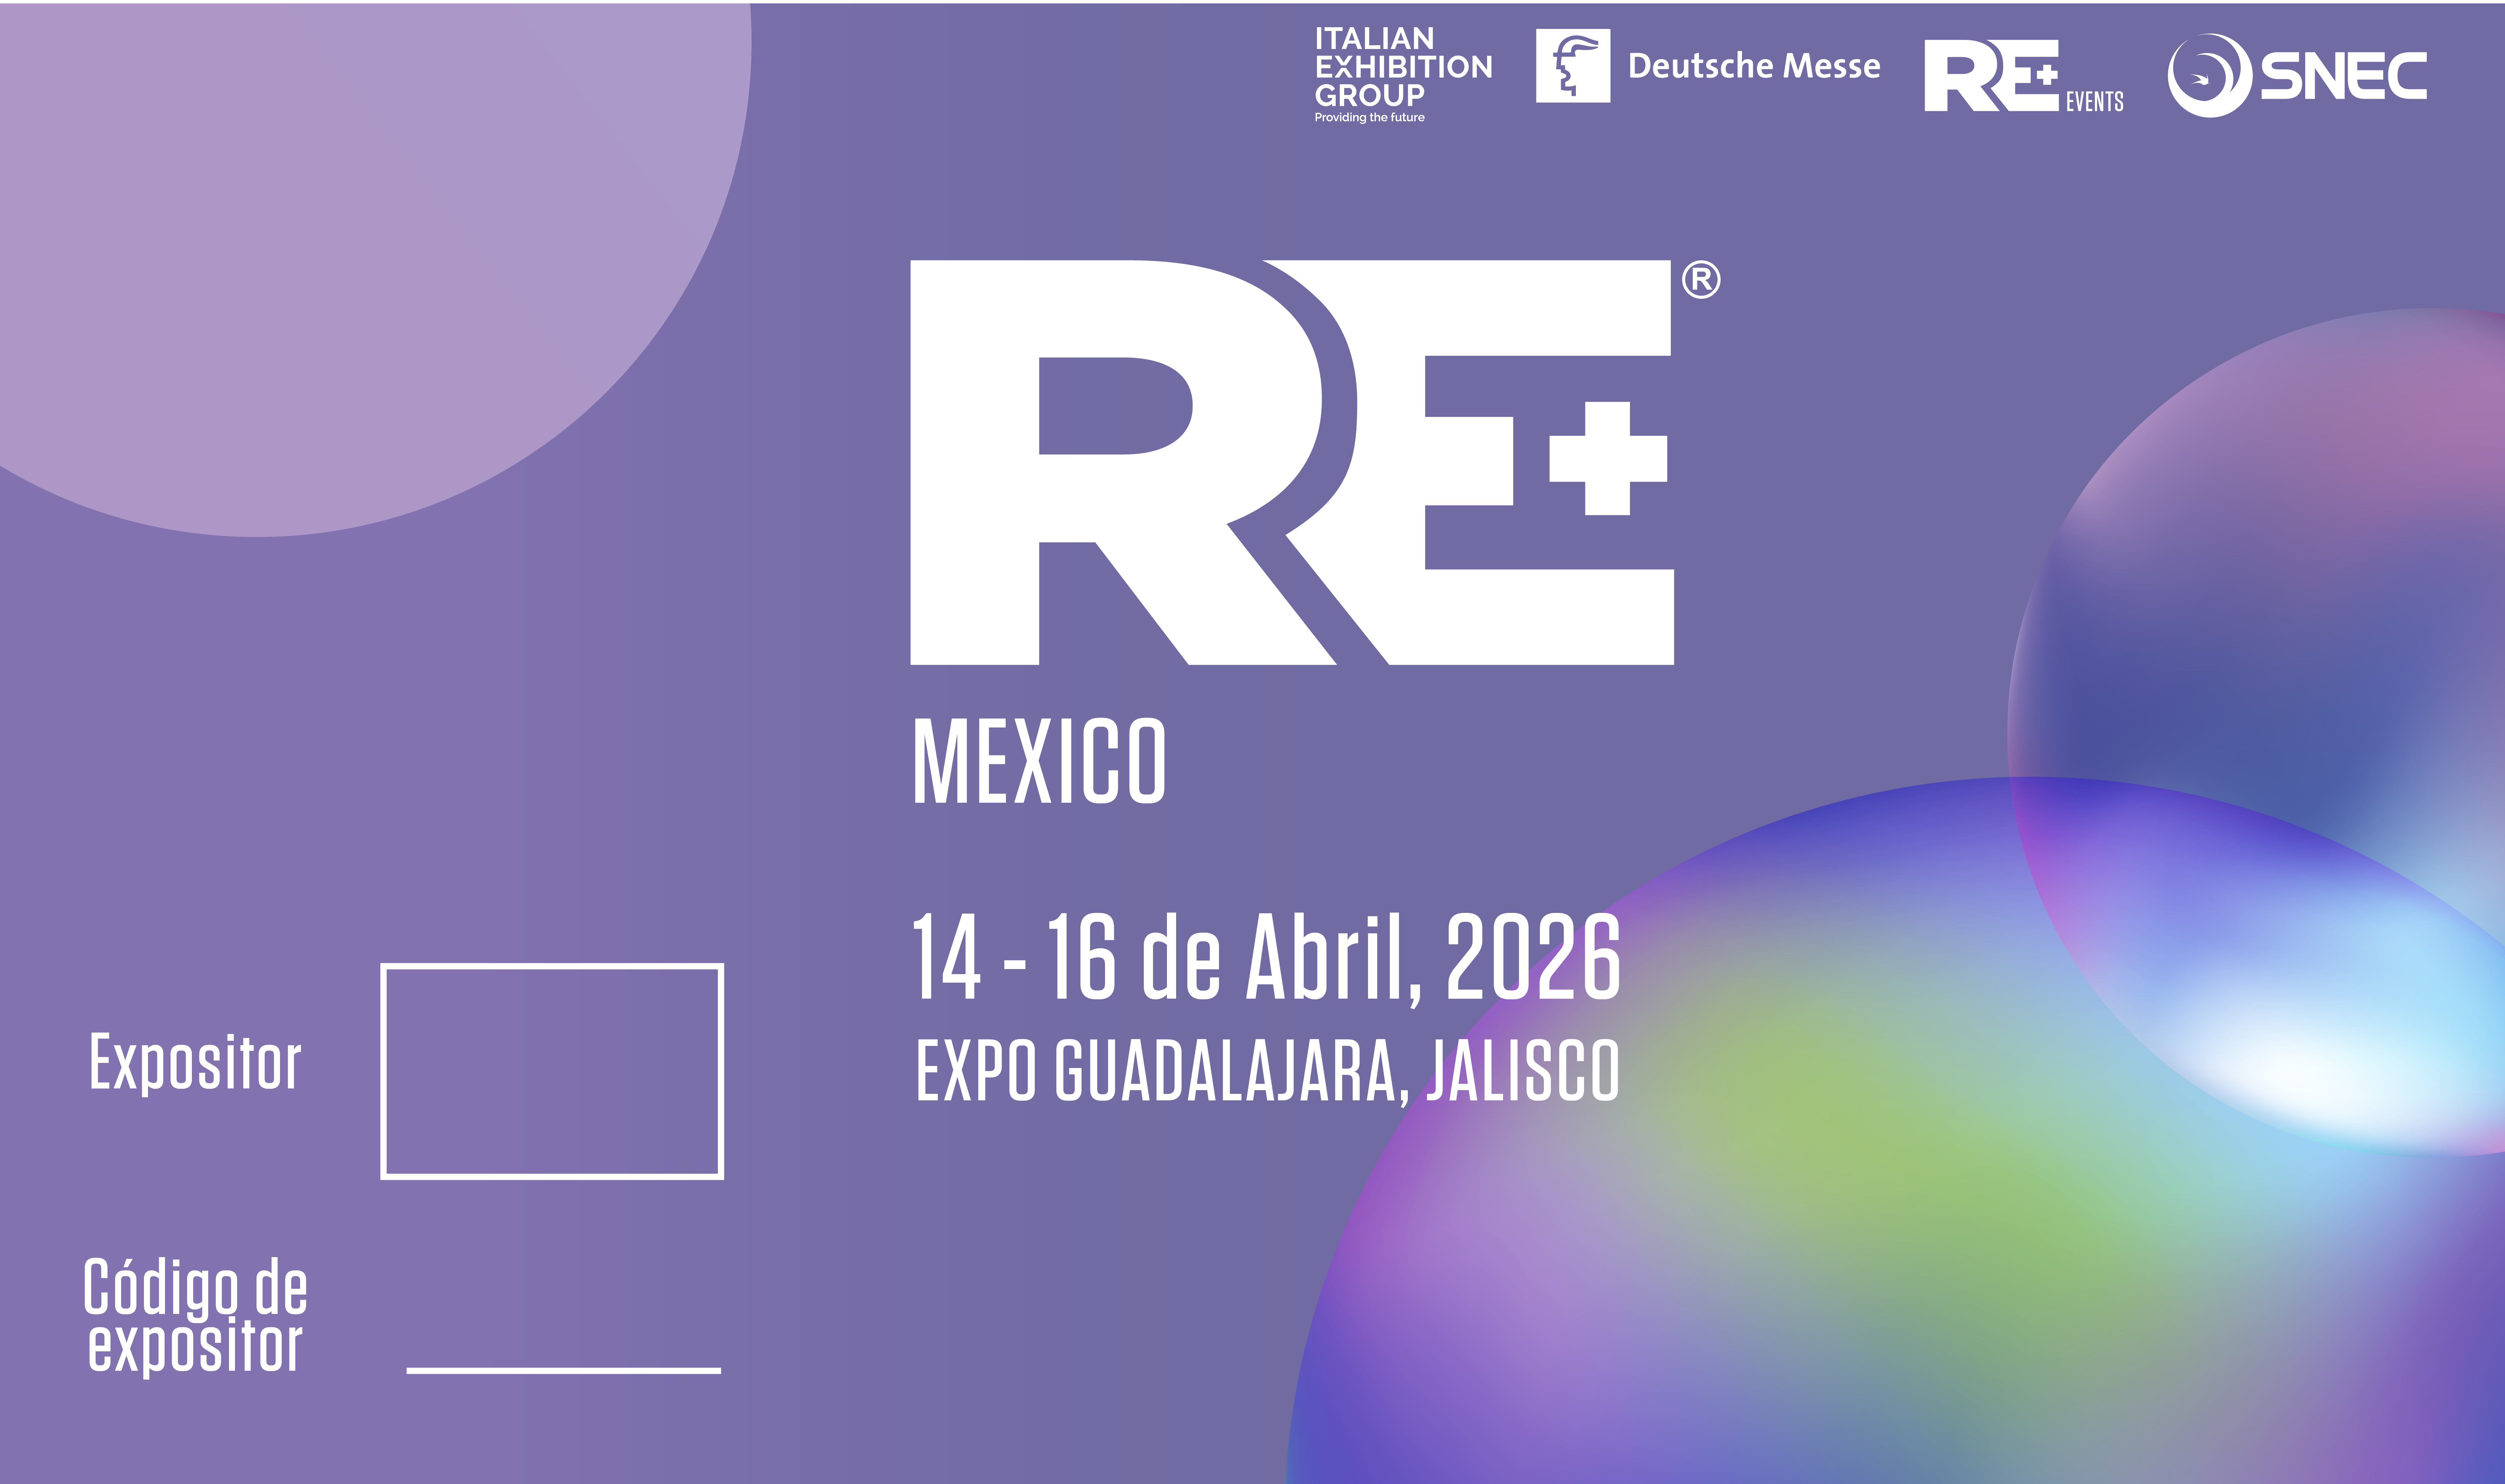 ITALIAN
EXHIBITION
GROUP
Providing the future
Deutsche Messe
RE+ EVENTS
SNEC
RE+®
MEXICO
14 - 16 de Abril, 2026
EXPO GUADALAJARA, JALISCO
Expositor
Código de
expositor